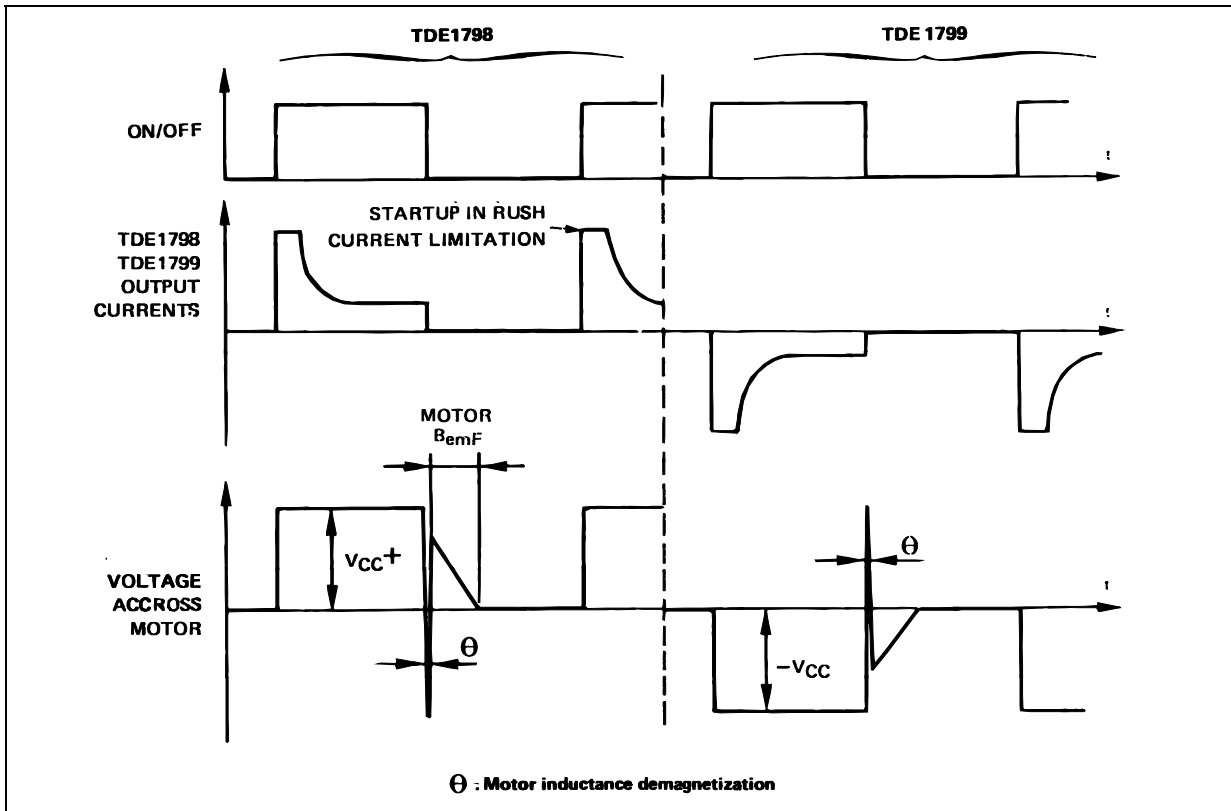 TDE1798
TDE 1799
ON/OFF
STARTUP IN RUSH
CURRENT LIMITATION
TDE1798
TDE1799
OUTPUT
CURRENTS
MOTOR
BemF
VCC+
θ
VOLTAGE
ACCROSS
MOTOR
θ
–VCC
θ : Motor inductance demagnetization